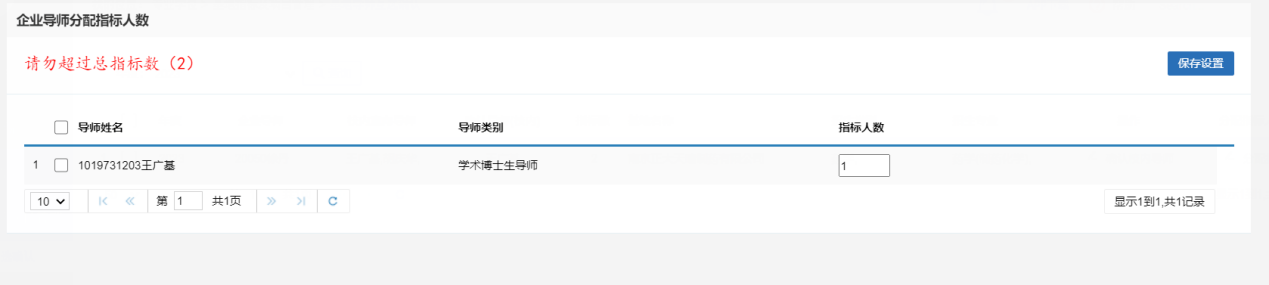 企业导师分配指标人数
请勿超过总指标数（2）
保存设置
导师姓名 导师类别 指标人数
1 1019731203王广基 学术博士生导师 1
10 第 1 共1页 显示1到1,共1记录